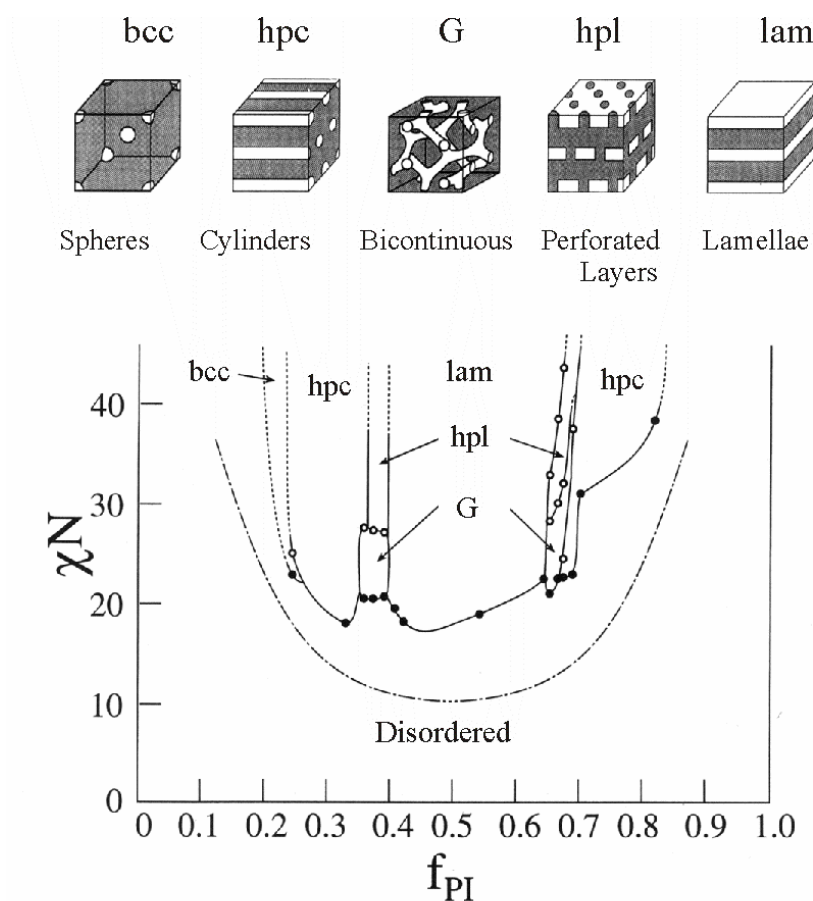 bcc hpc G hpl lam
Spheres Cylinders Bicontinuous Perforated Layers Lamellae
bcc
hpc
lam
hpc
hpl
G
40
30
20
10
0
χN
Disordered
0 0.1 0.2 0.3 0.4 0.5 0.6 0.7 0.8 0.9 1.0
fPI